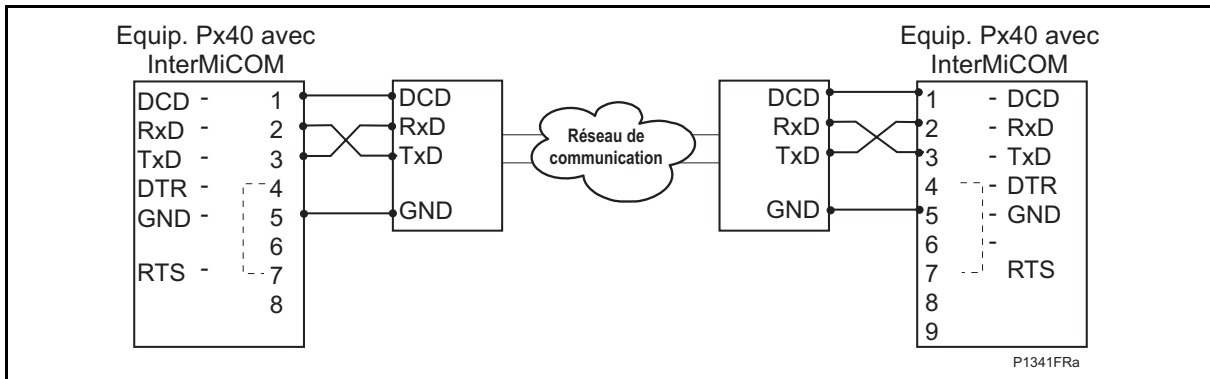 Equip. Px40 avec
InterMiCOM
DCD - 1
RxD - 2
TxD - 3
DTR - 4
GND - 5
6
RTS - 7
8
DCD
RxD
TxD
GND
Réseau de
communication
DCD
RxD
TxD
GND
Equip. Px40 avec
InterMiCOM
1 - DCD
2 - RxD
3 - TxD
4 - DTR
5 - GND
6 -
7 RTS
8
9
P1341FRa